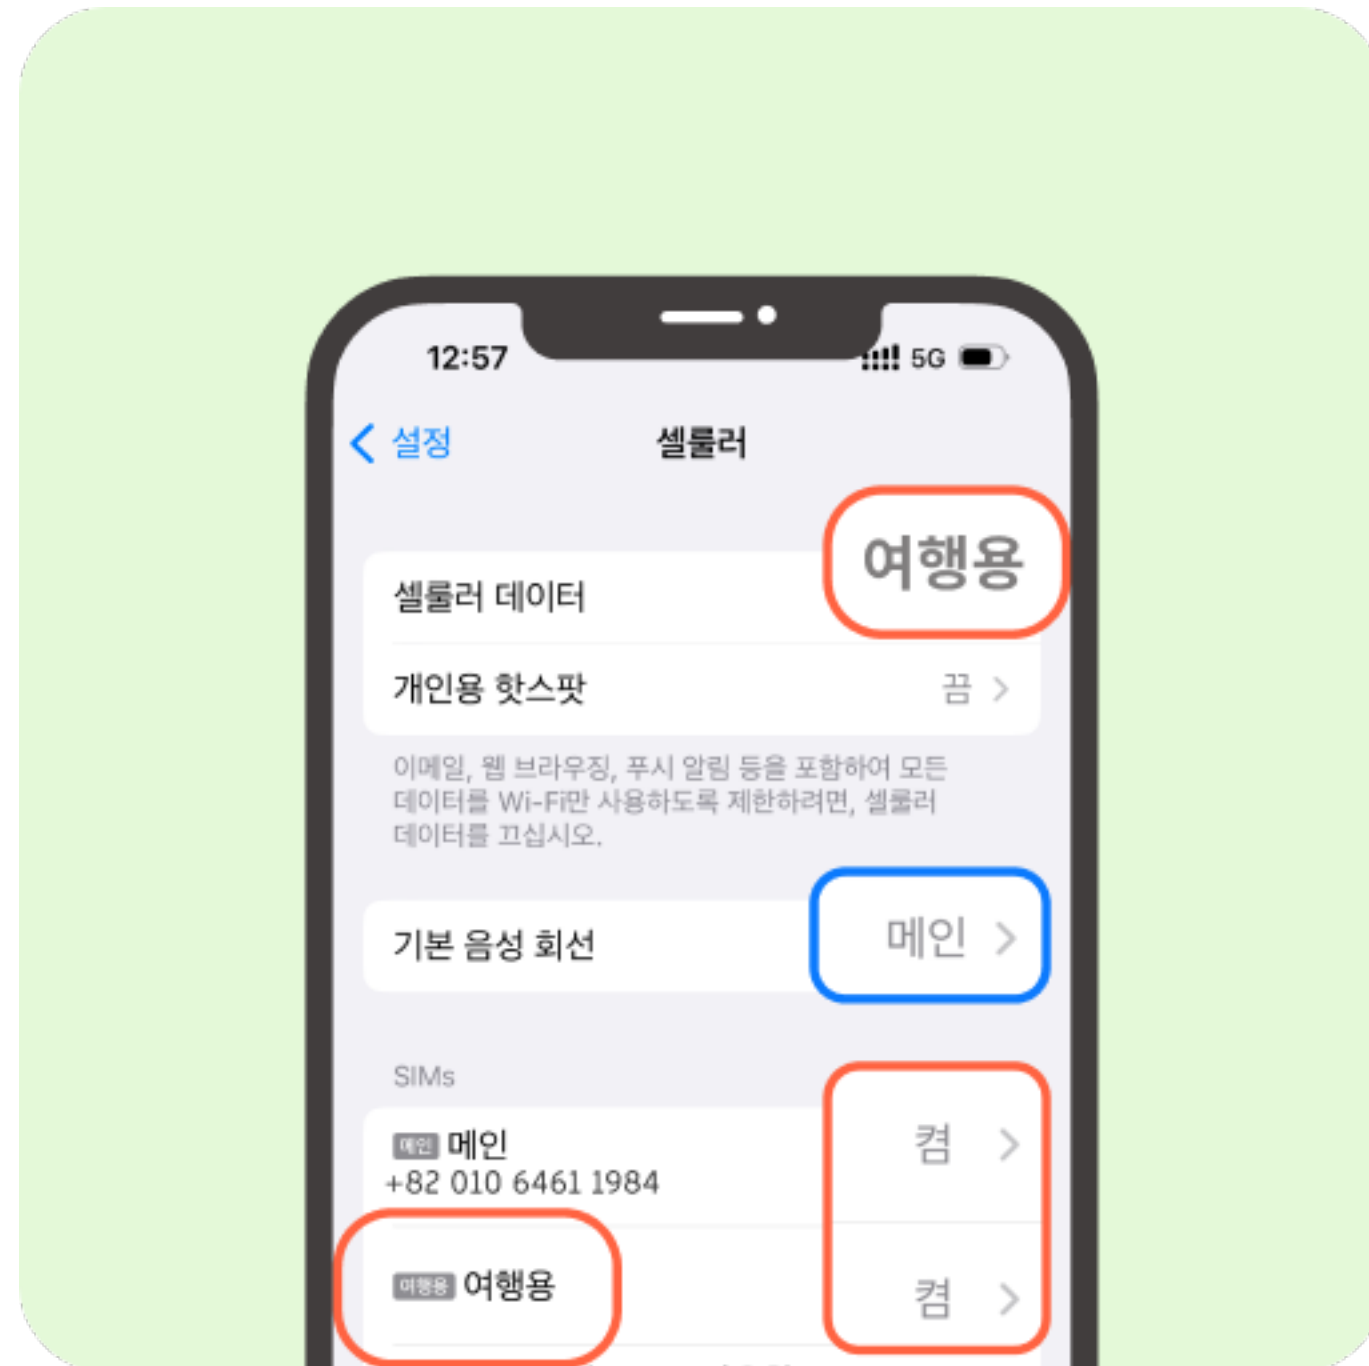 12:57
5G
설정
셀룰러
여행용
셀룰러 데이터
개인용 핫스팟
끔
이메일, 웹 브라우징, 푸시 알림 등을 포함하여 모든
데이터를 Wi-Fi만 사용하도록 제한하려면, 셀룰러
데이터를 끄십시오.
기본 음성 회선
메인
SIMs
메인 메인
켬
+82 010 6461 1984
여행용 여행용
켬